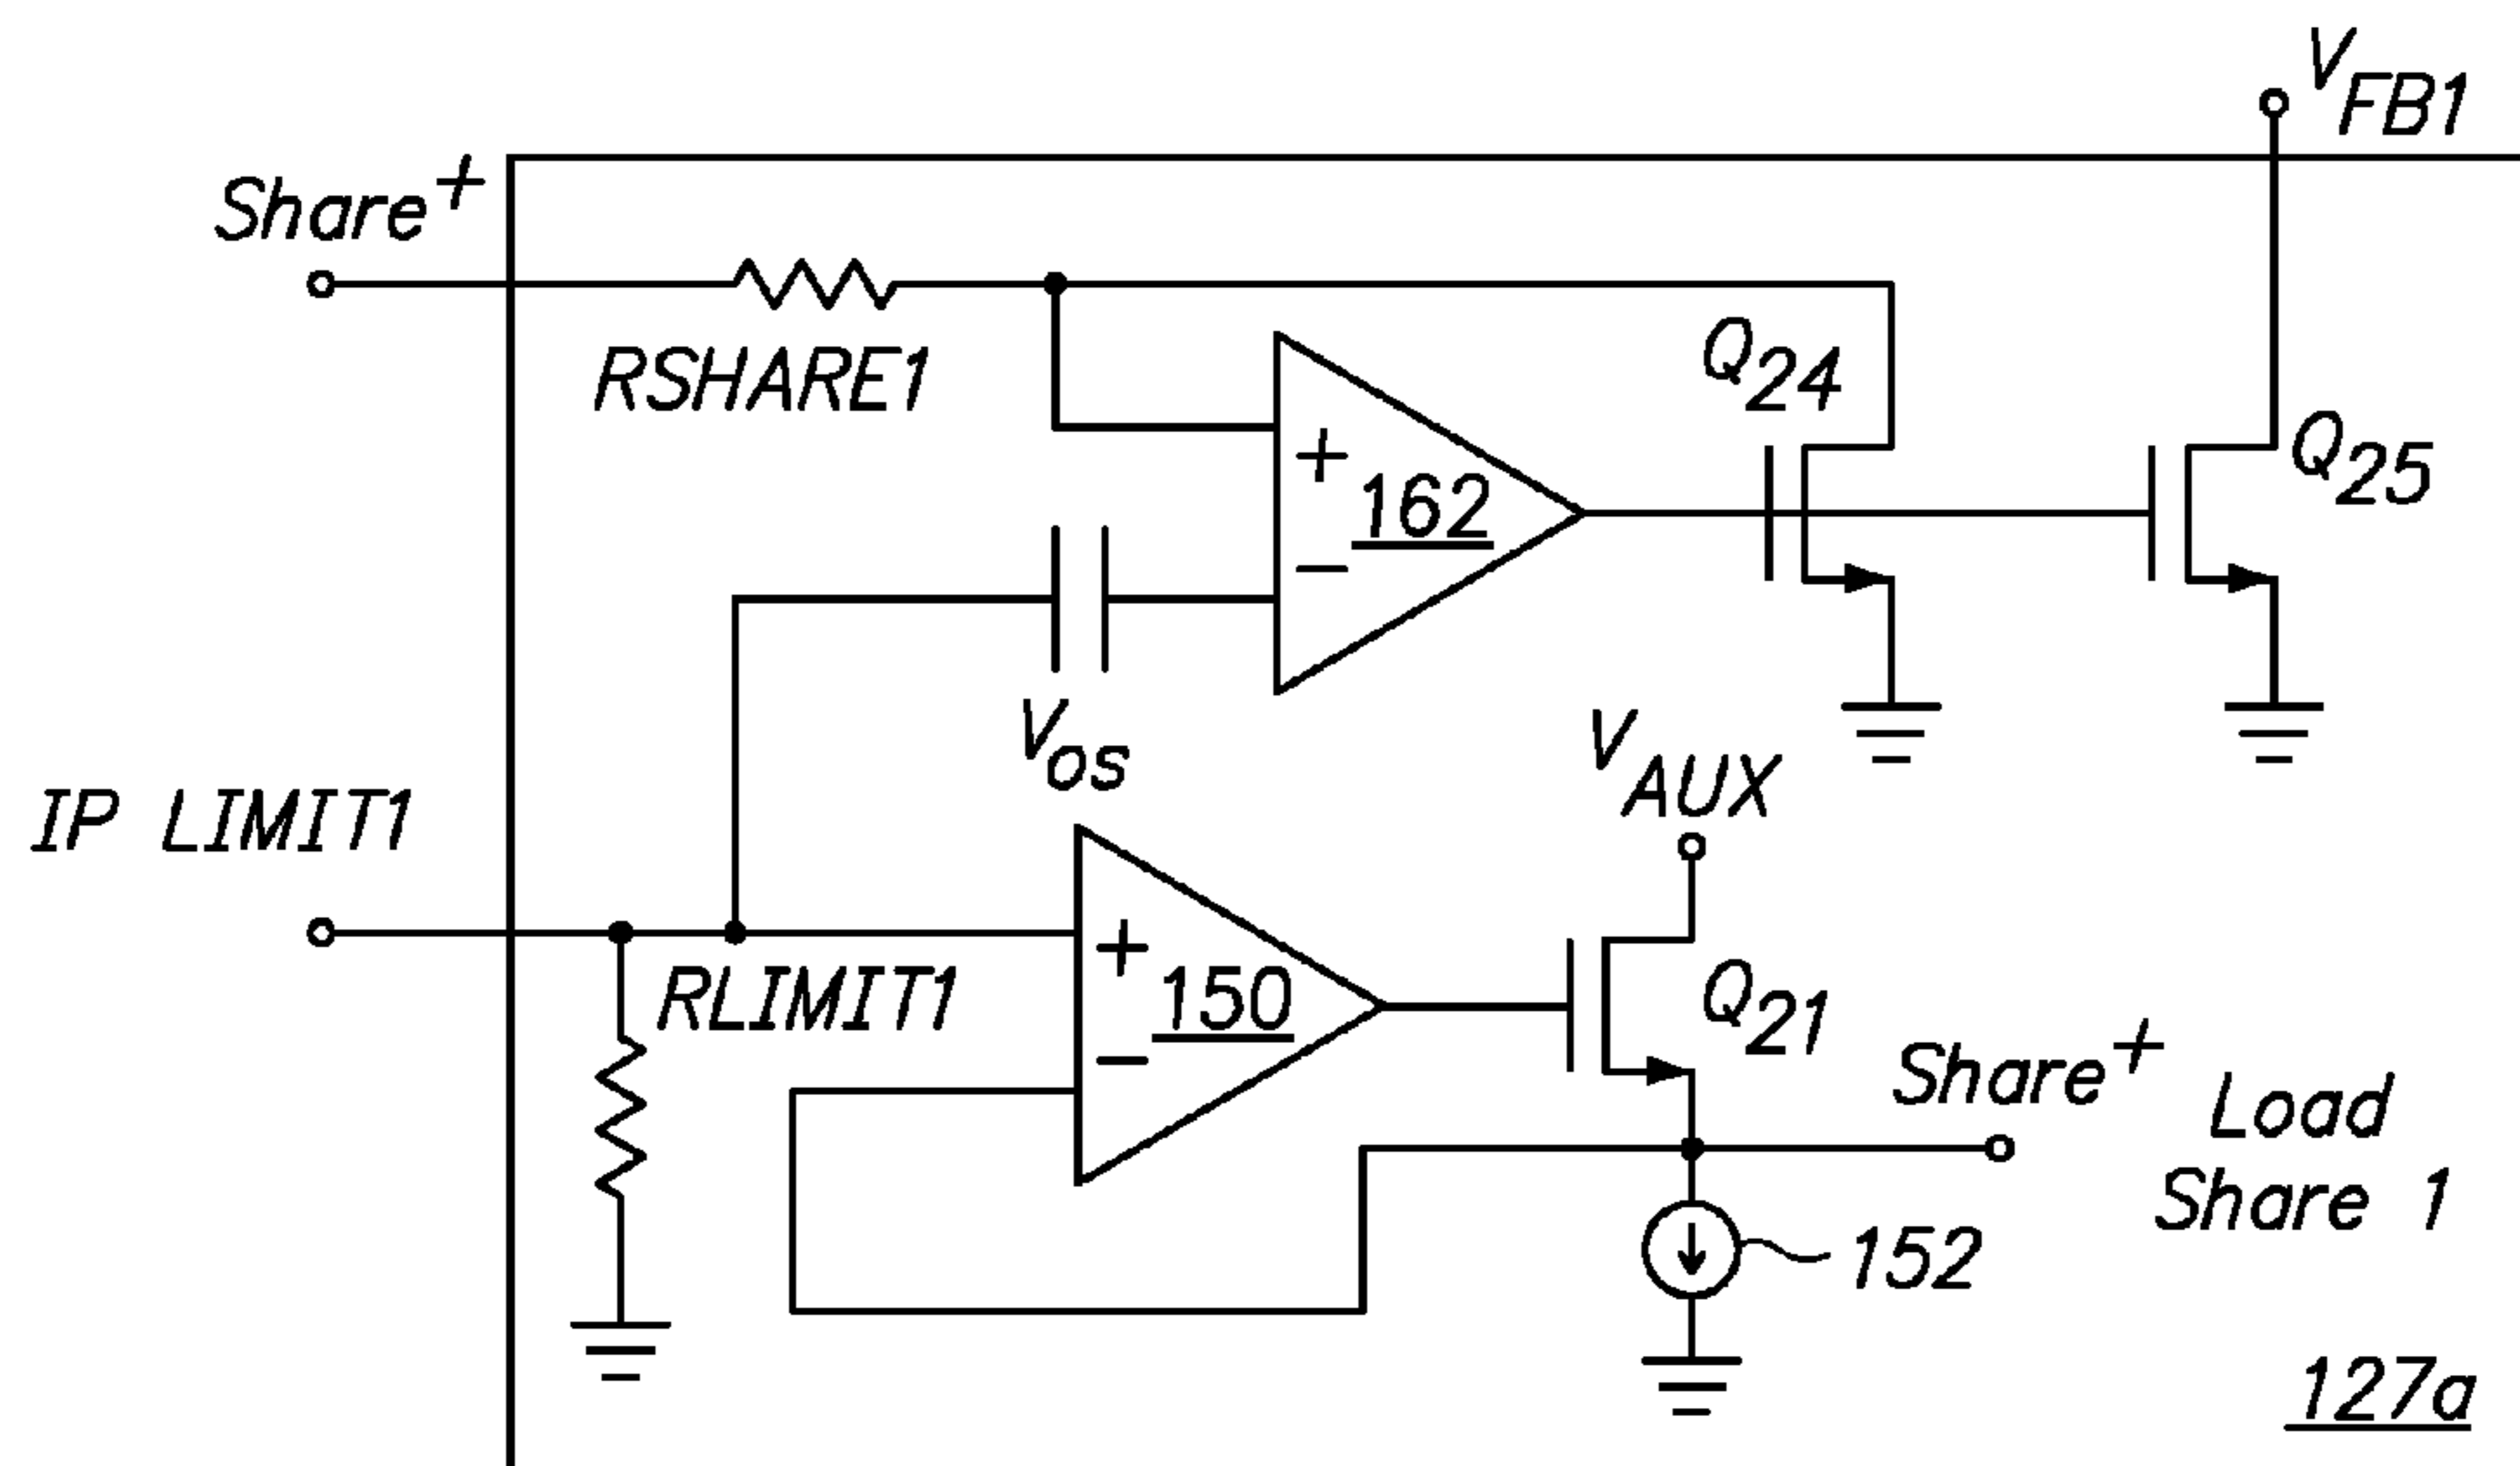 VFB1
Share+
RSHARE1
Q24
Q25
+
162
−
VOS
VAUX
IP LIMIT1
RLIMIT1
+
150
−
Q21
Share+
Load
Share 1
152
127a